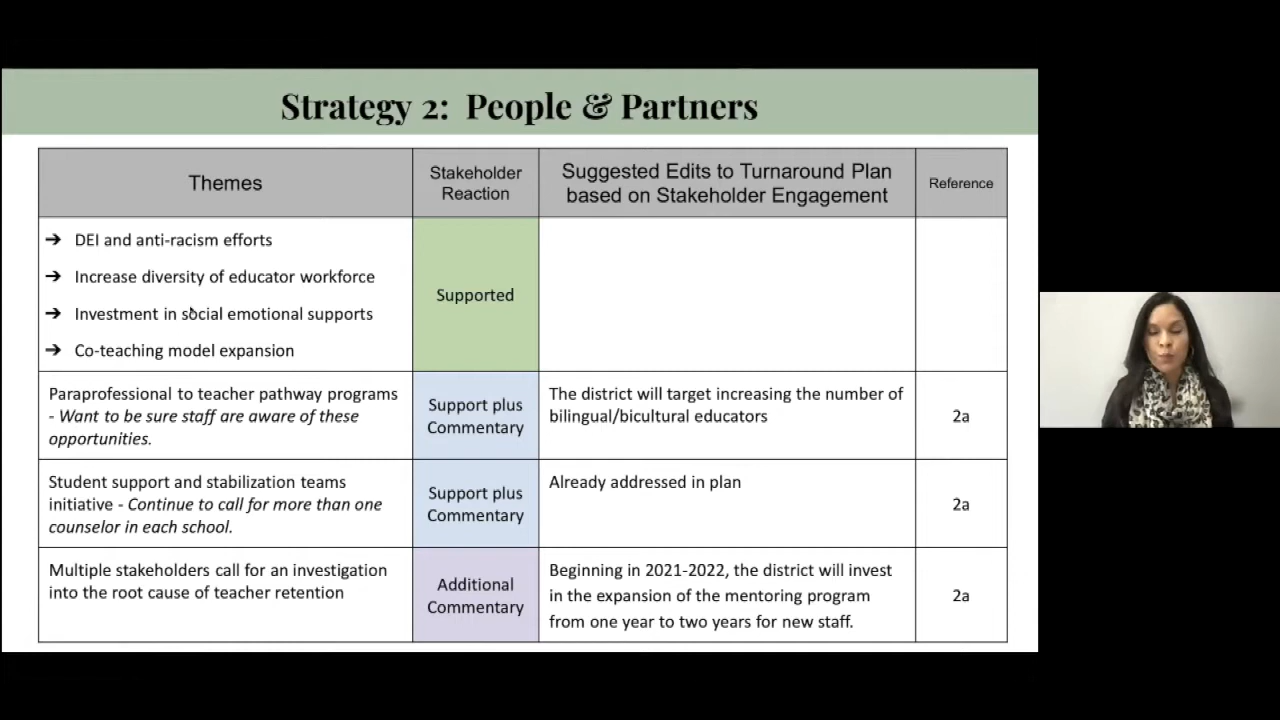 Strategy 2: People & Partners
Themes
Stakeholder
Reaction
Suggested Edits to Turnaround Plan
based on Stakeholder Engagement
Reference
➔ DEI and anti-racism efforts
➔ Increase diversity of educator workforce
➔ Investment in social emotional supports
➔ Co-teaching model expansion
Supported
Paraprofessional to teacher pathway programs
- Want to be sure staff are aware of these
opportunities.
Support plus
Commentary
The district will target increasing the number of
bilingual/bicultural educators
2a
Student support and stabilization teams
initiative - Continue to call for more than one
counselor in each school.
Support plus
Commentary
Already addressed in plan
2a
Multiple stakeholders call for an investigation
into the root cause of teacher retention
Additional
Commentary
Beginning in 2021-2022, the district will invest
in the expansion of the mentoring program
from one year to two years for new staff.
2a